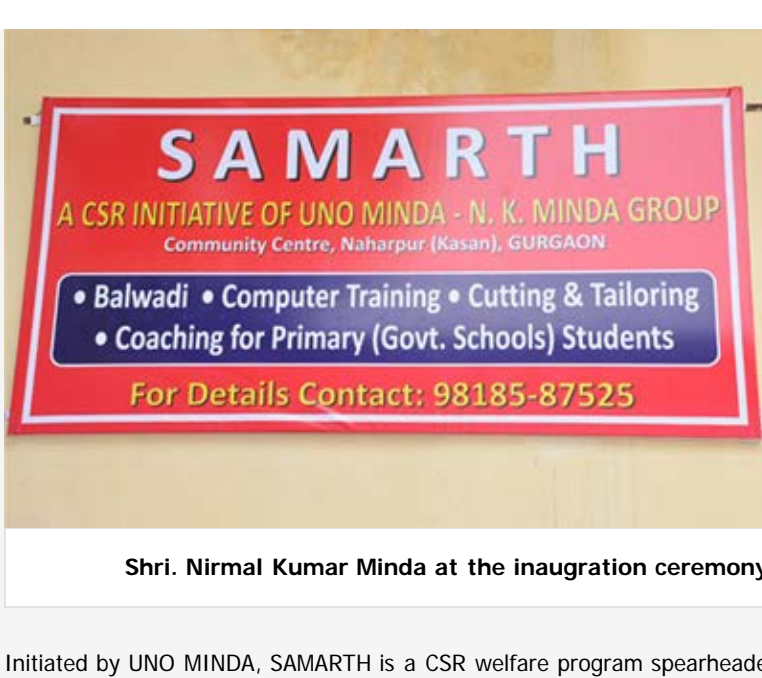 SAMARTH
A CSR INITIATIVE OF UNO MINDA - N. K. MINDA GROUP
Community Centre, Naharpur (Kasan), GURGAON
• Balwadi • Computer Training • Cutting & Tailoring
• Coaching for Primary (Govt. Schools) Students
For Details Contact: 98185-87525
Shri. Nirmal Kumar Minda at the inaugration ceremony
Initiated by UNO MINDA, SAMARTH is a CSR welfare program